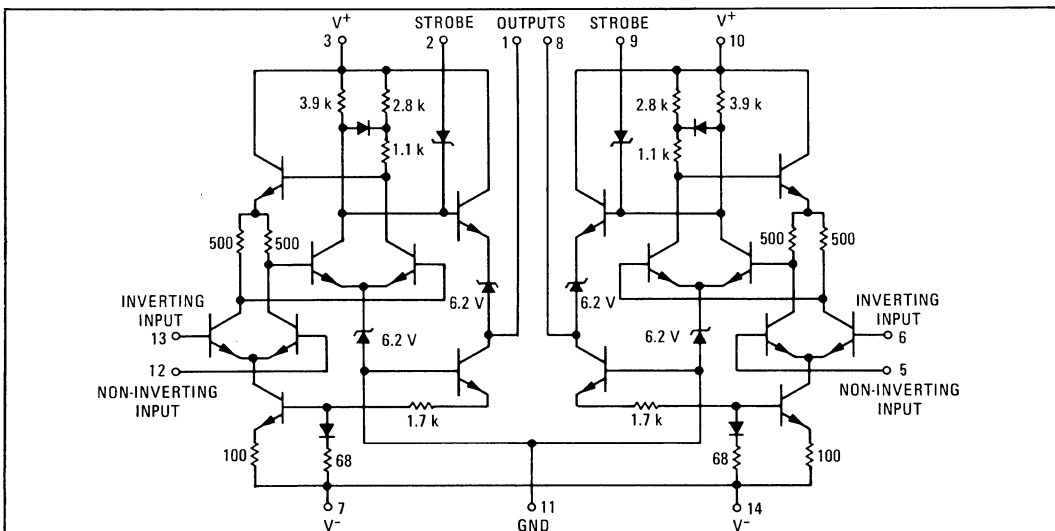 V+ STROBE OUTPUTS STROBE V+
3 2 1 8 9 10
3.9 k 2.8 k 2.8 k 3.9 k
1.1 k 1.1 k
500 500 500 500
6.2 V 6.2 V
INVERTING INPUT
13
6.2 V 6.2 V
INVERTING INPUT
6
12
NON-INVERTING INPUT
5
NON-INVERTING INPUT
1.7 k 1.7 k
100 68 68 100
7 11 14
V- GND V-